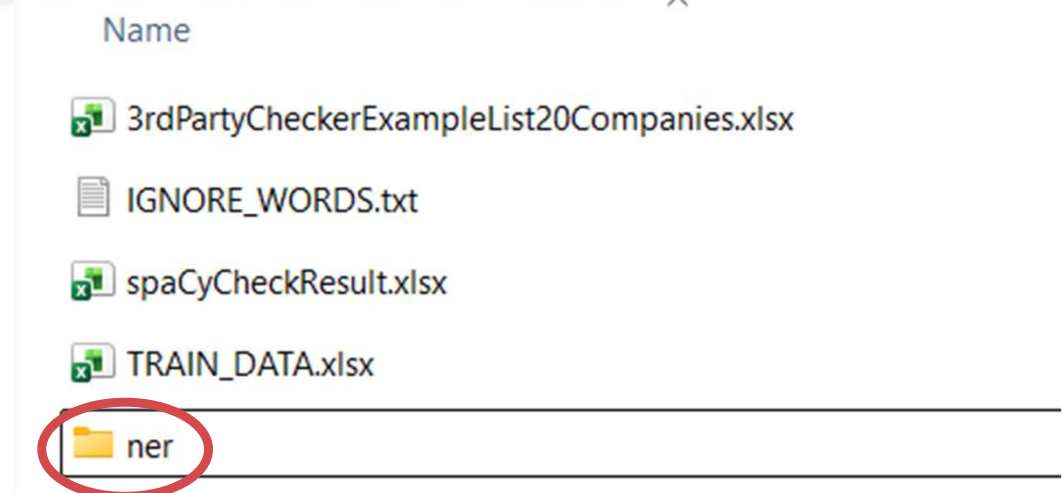 Name
3rdPartyCheckerExampleList20Companies.xlsx
IGNORE_WORDS.txt
spaCyCheckResult.xlsx
TRAIN_DATA.xlsx
ner